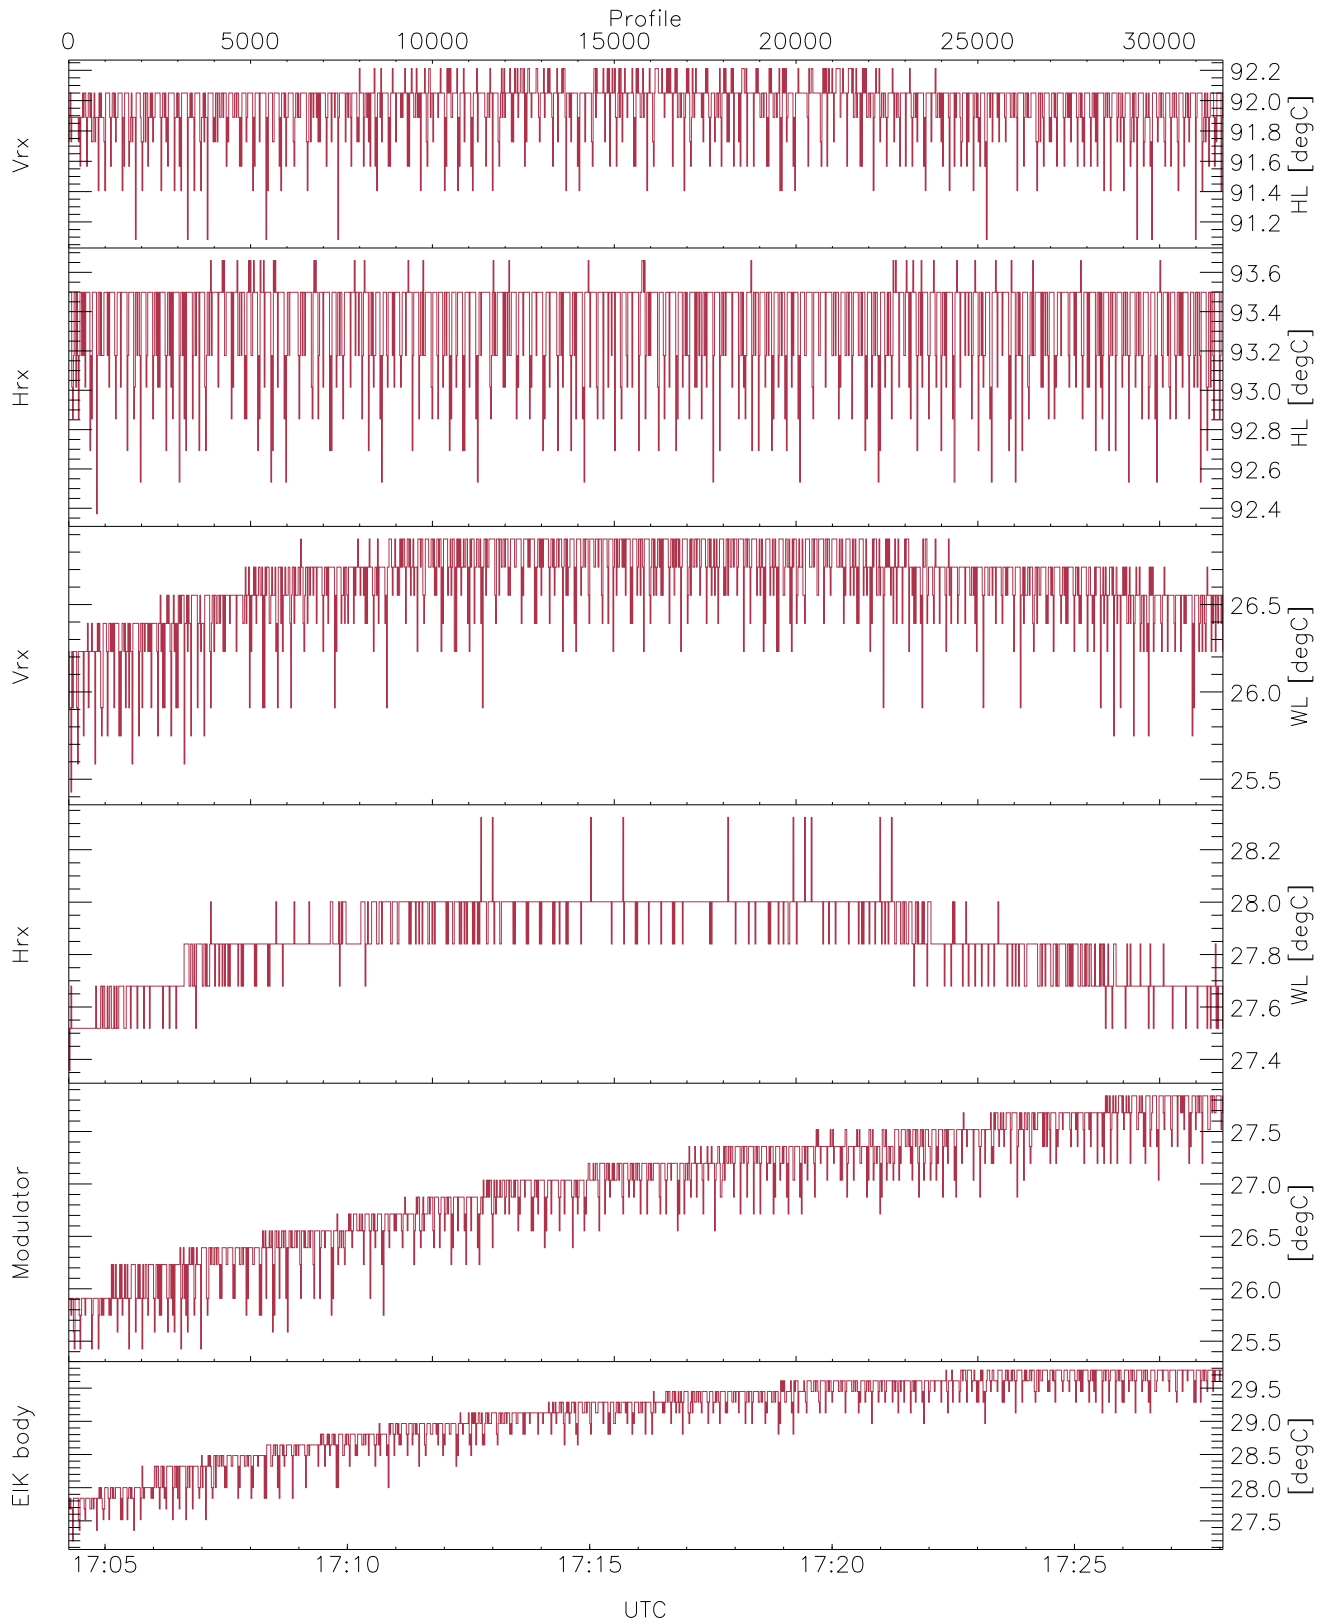 Profile
0 5000 10000 15000 20000 25000 30000
Vrx
92.2
92.0
91.8
91.6
91.4
91.2
HL [degC]
Hrx
93.6
93.4
93.2
93.0
92.8
92.6
92.4
HL [degC]
Vrx
26.5
26.0
25.5
WL [degC]
Hrx
28.2
28.0
27.8
27.6
27.4
WL [degC]
Modulator
27.5
27.0
26.5
26.0
25.5
[degC]
EIK body
29.5
29.0
28.5
28.0
27.5
[degC]
17:05 17:10 17:15 17:20 17:25
UTC